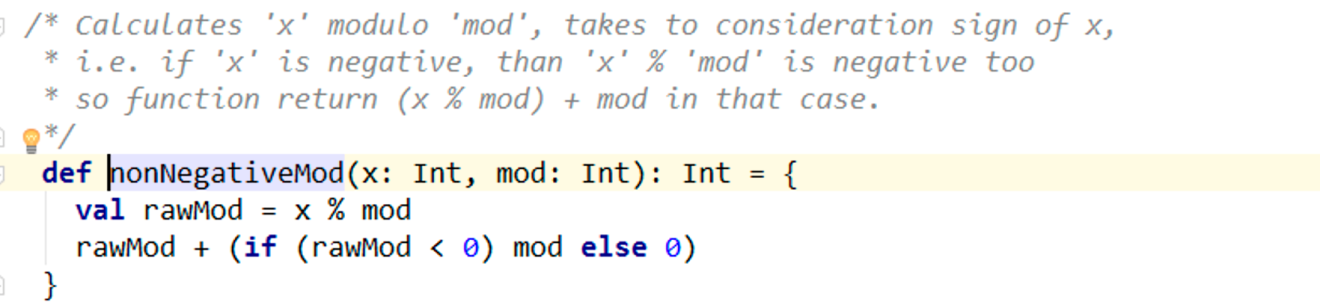 /* Calculates 'x' modulo 'mod', takes to consideration sign of x,
* i.e. if 'x' is negative, than 'x' % 'mod' is negative too
* so function return (x % mod) + mod in that case.
*/
def nonNegativeMod(x: Int, mod: Int): Int = {
val rawMod = x % mod
rawMod + (if (rawMod < 0) mod else 0)
}